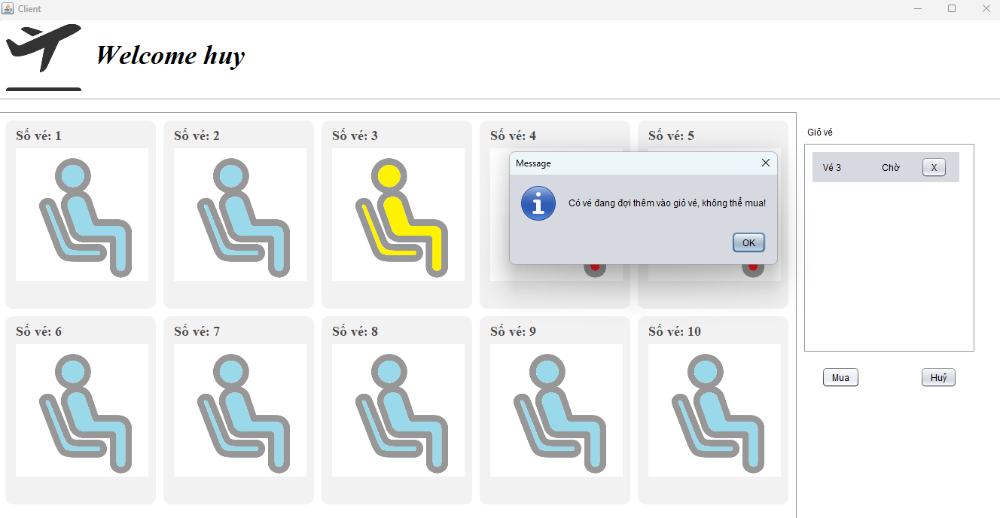 Client
Welcome huy
Số vé: 1
Số vé: 2
Số vé: 3
Số vé: 4
Số vé: 5
Giỏ vé
Vé 3 Chờ X
Message
Có vé đang đợi thêm vào giỏ vé, không thể mua!
OK
Số vé: 6
Số vé: 7
Số vé: 8
Số vé: 9
Số vé: 10
Mua
Huỷ